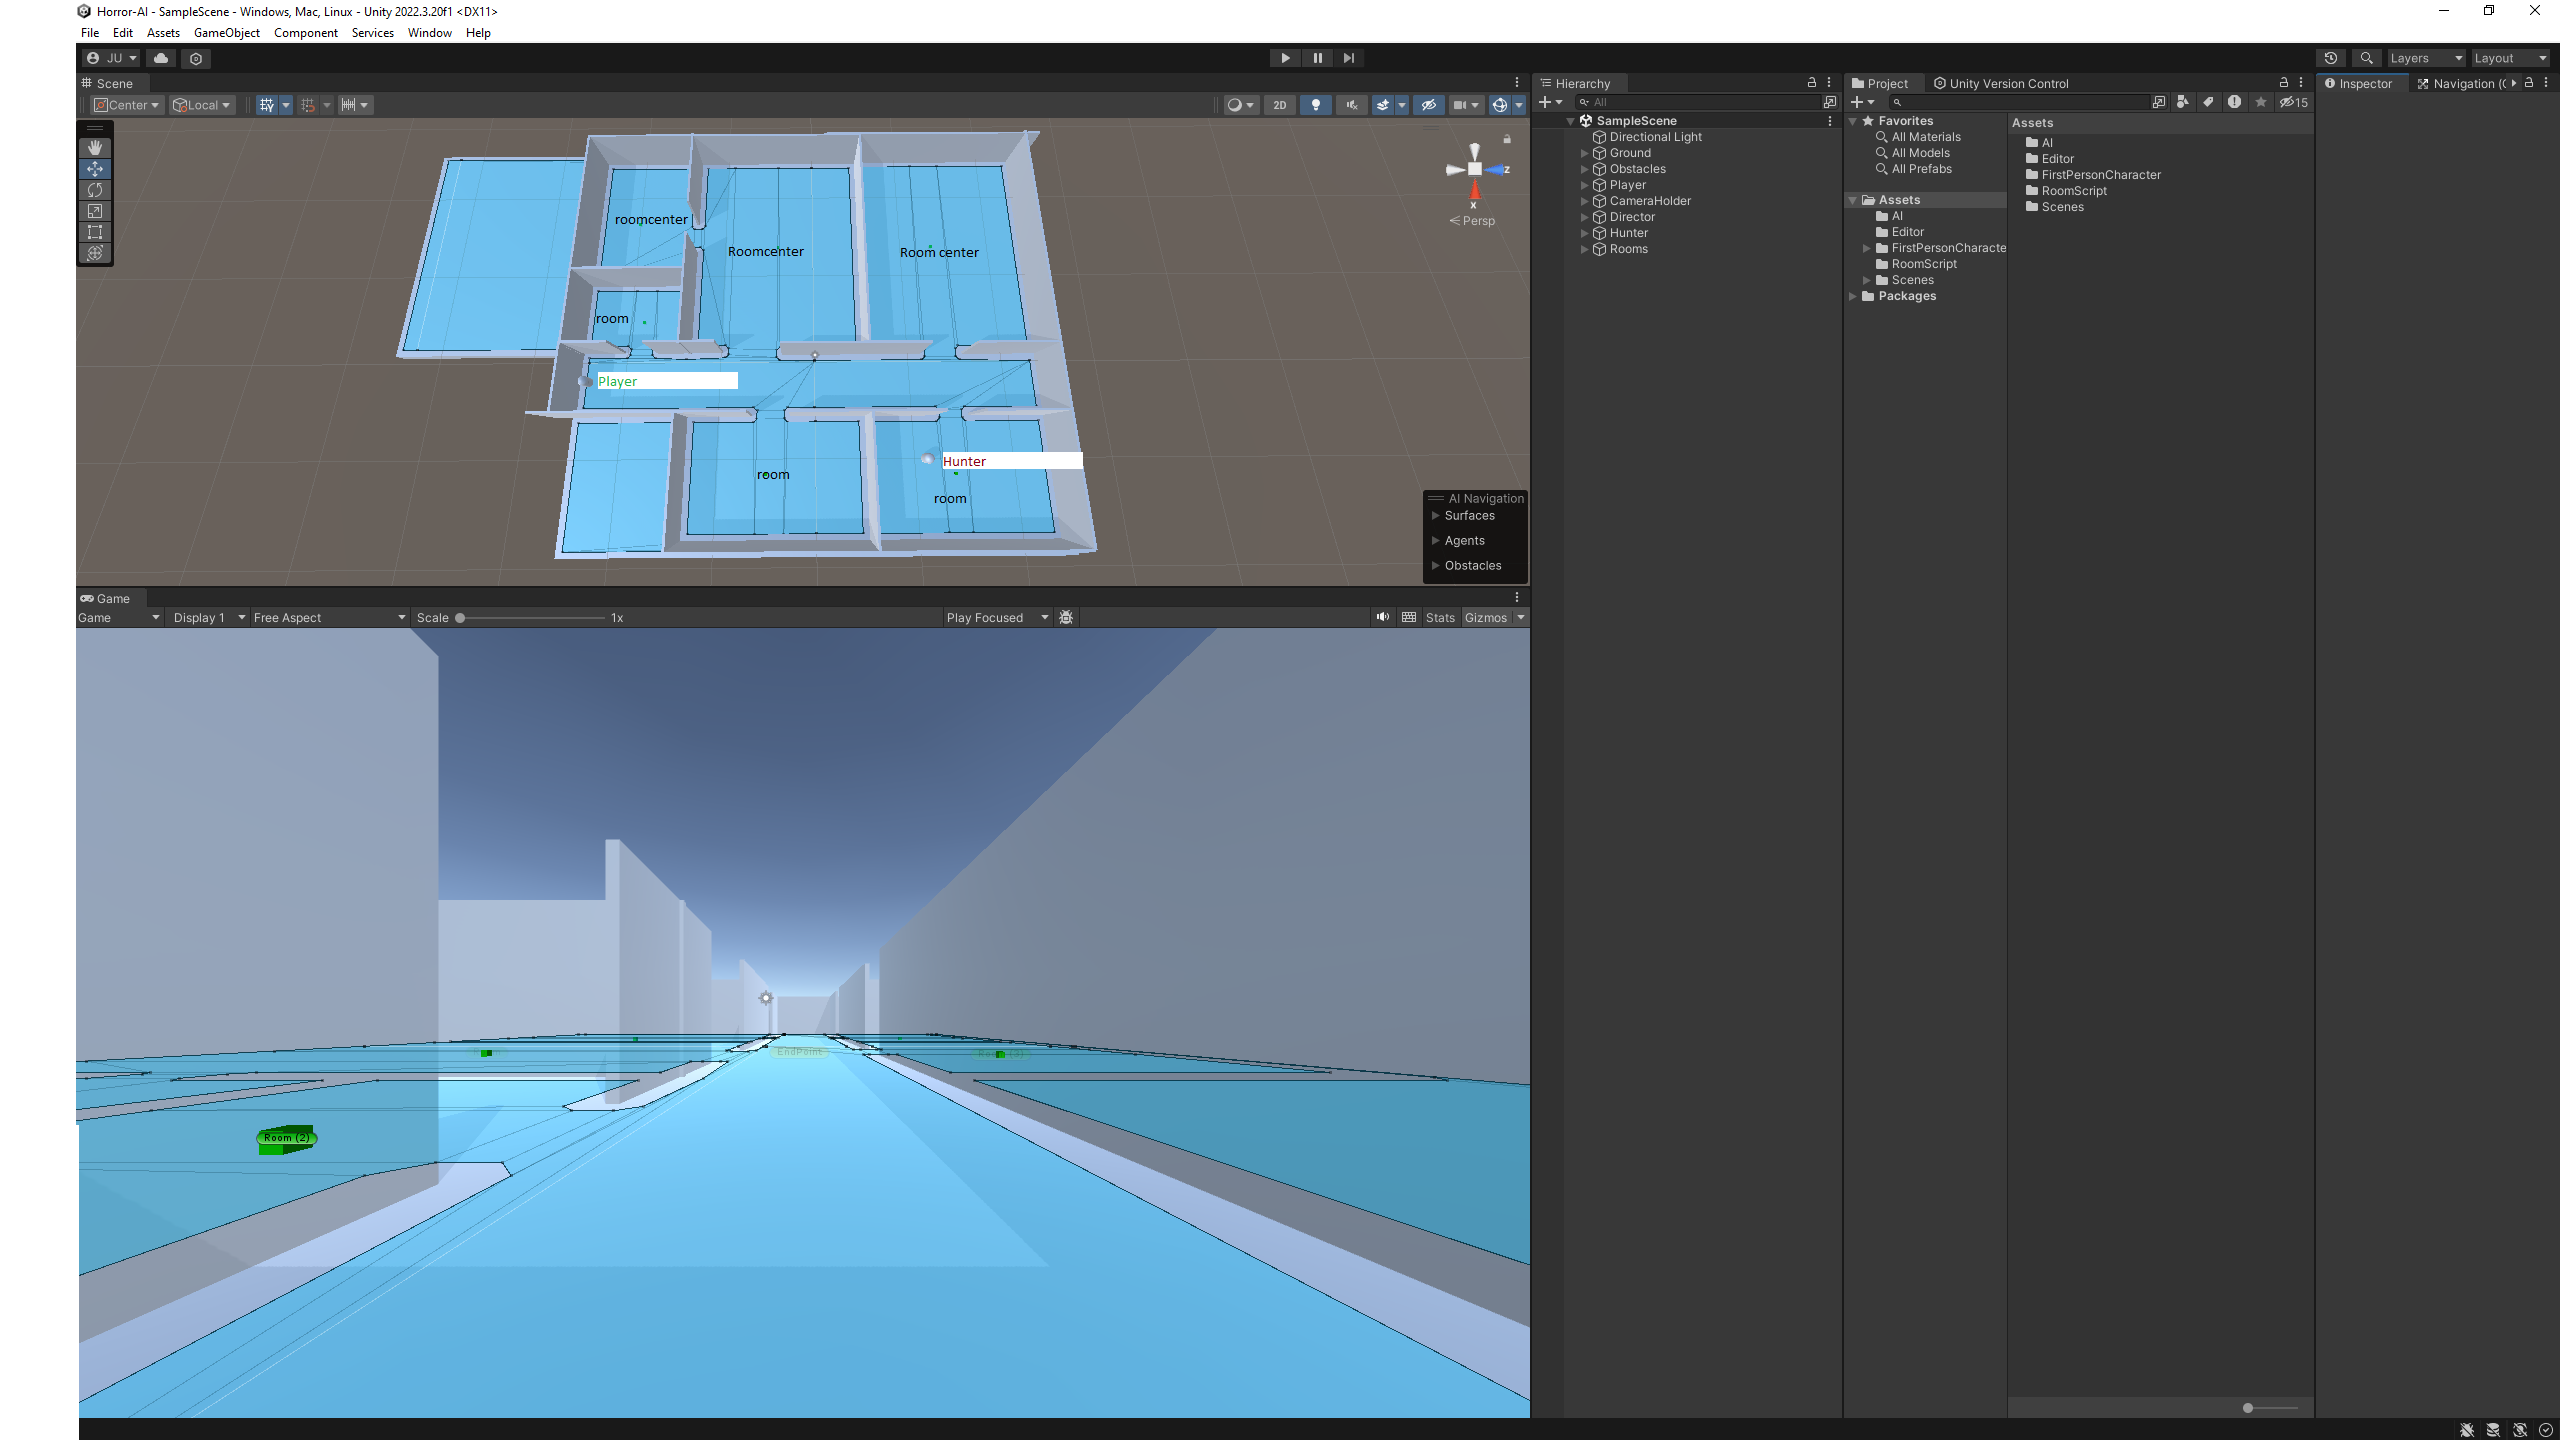 Horror-AI - SampleScene - Windows, Mac, Linux - Unity 2022.3.20f1 <DX11>
File Edit Assets GameObject Component Services Window Help
JU
Layers
Layout
Scene
Center
Local
2D
roomcenter
Roomcenter
Room center
room
Player
room
Hunter
room
z
x
Persp
AI Navigation
Surfaces
Agents
Obstacles
Game
Game
Display 1
Free Aspect
Scale
1x
Play Focused
Stats
Gizmos
EndPoint
Room (2)
Hierarchy
All
SampleScene
Directional Light
Ground
Obstacles
Player
CameraHolder
Director
Hunter
Rooms
Project
Unity Version Control
15
Favorites
All Materials
All Models
All Prefabs
Assets
AI
Editor
FirstPersonCharacte
RoomScript
Scenes
Packages
Assets
AI
Editor
FirstPersonCharacter
RoomScript
Scenes
Inspector
Navigation (